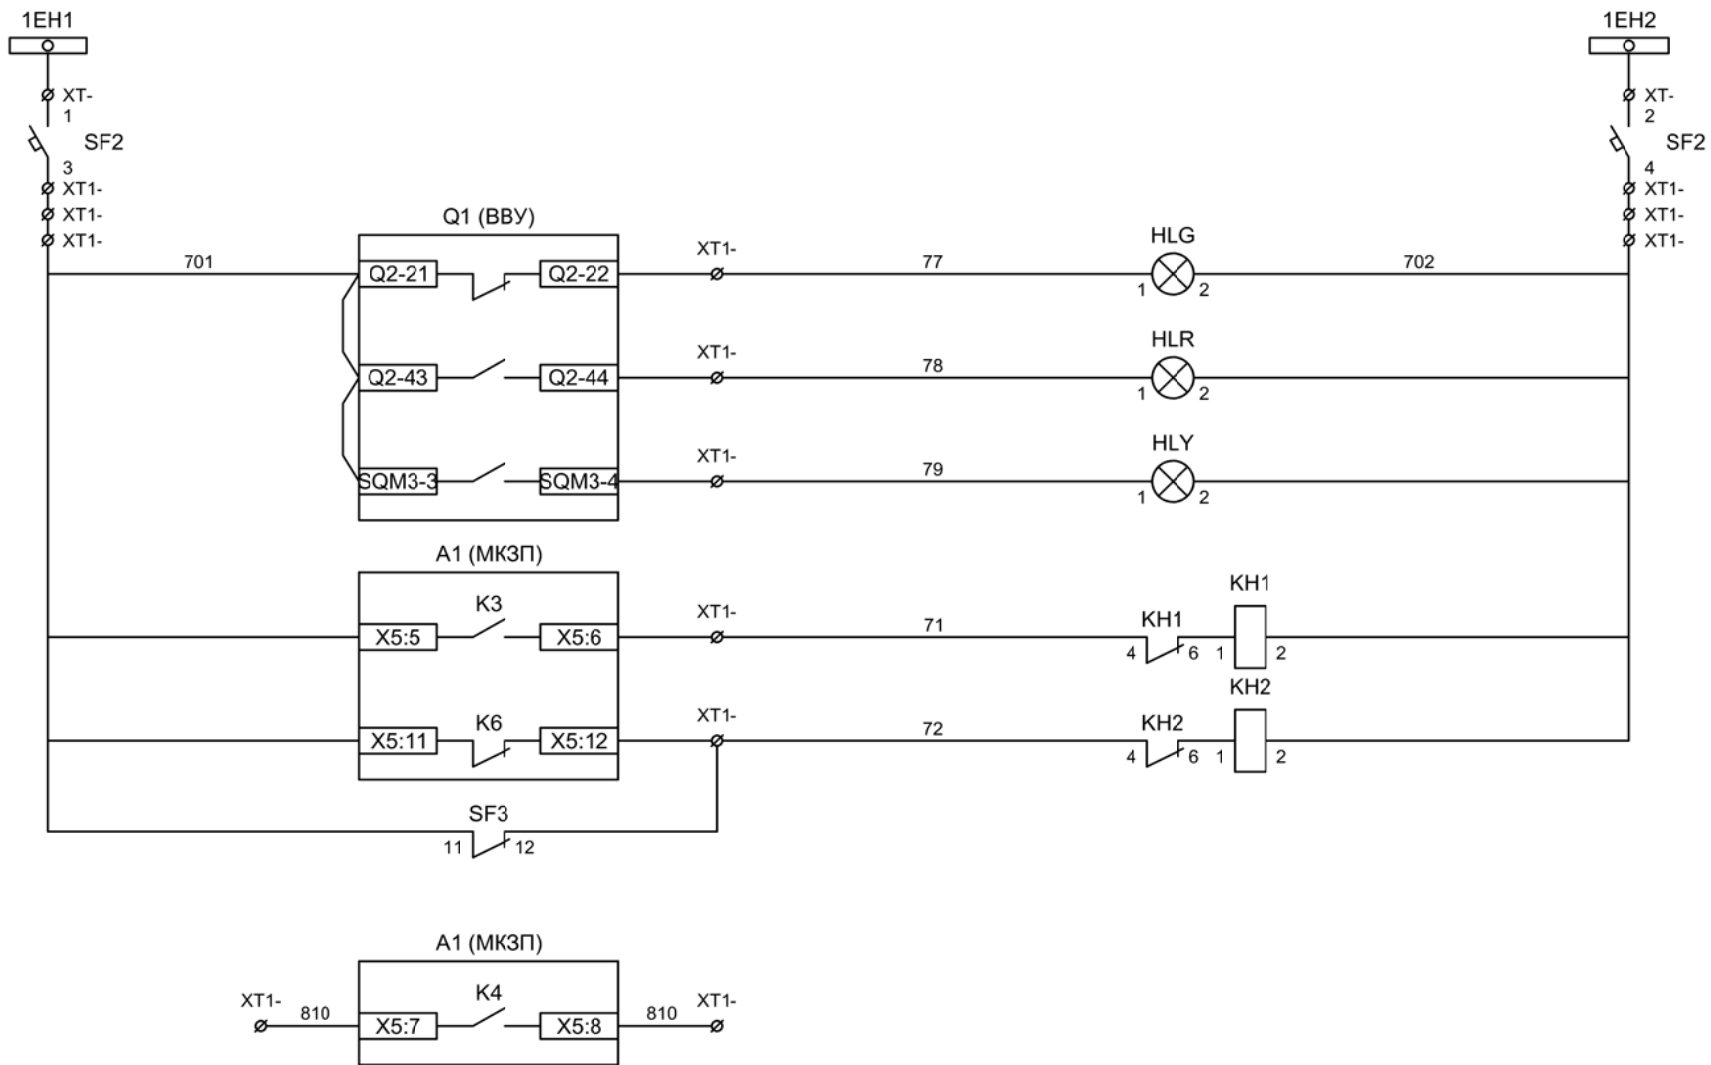 1EH1
1EH2
XT-
XT-
1
2
SF2
SF2
3
4
XT1-
XT1-
XT1-
XT1-
XT1-
XT1-
Q1 (ВВУ)
701
Q2-21
Q2-22
XT1-
77
HLG
1
2
702
Q2-43
Q2-44
XT1-
78
HLR
1
2
SQM3-3
SQM3-4
XT1-
79
HLY
1
2
A1 (МКЗП)
K3
X5:5
X5:6
XT1-
71
KH1
4
6
KH1
1
2
K6
X5:11
X5:12
XT1-
72
KH2
4
6
KH2
1
2
SF3
11
12
A1 (МКЗП)
XT1-
810
K4
X5:7
X5:8
810
XT1-